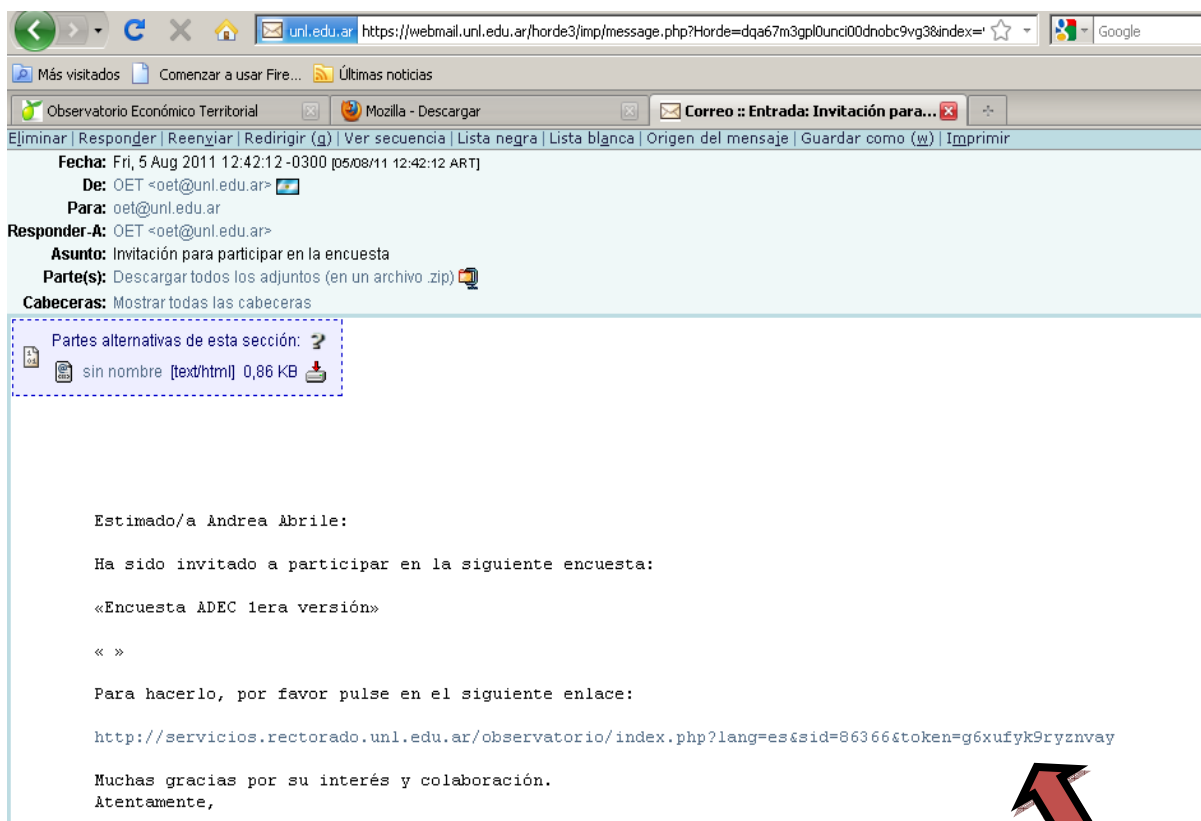 unl.edu.ar https://webmail.unl.edu.ar/horde3/imp/message.php?Horde=dqa67m3gpl0unci00dnobc9vg3&index=' Google
Más visitados Comenzar a usar Fire... Últimas noticias
Observatorio Económico Territorial Mozilla - Descargar Correo :: Entrada: Invitación para...
Eliminar | Responder | Reenviar | Redirigir (g) | Ver secuencia | Lista negra | Lista blanca | Origen del mensaje | Guardar como (w) | Imprimir
Fecha: Fri, 5 Aug 2011 12:42:12 -0300 [05/08/11 12:42:12 ART]
De: OET <oet@unl.edu.ar>
Para: oet@unl.edu.ar
Responder-A: OET <oet@unl.edu.ar>
Asunto: Invitación para participar en la encuesta
Parte(s): Descargar todos los adjuntos (en un archivo .zip)
Cabeceras: Mostrar todas las cabeceras
Partes alternativas de esta sección:
sin nombre [text/html] 0,86 KB
Estimado/a Andrea Abrile:
Ha sido invitado a participar en la siguiente encuesta:
«Encuesta ADEC 1era versión»
« »
Para hacerlo, por favor pulse en el siguiente enlace:
http://servicios.rectorado.unl.edu.ar/observatorio/index.php?lang=es&sid=86366&token=g6xufyk9ryznvay
Muchas gracias por su interés y colaboración.
Atentamente,